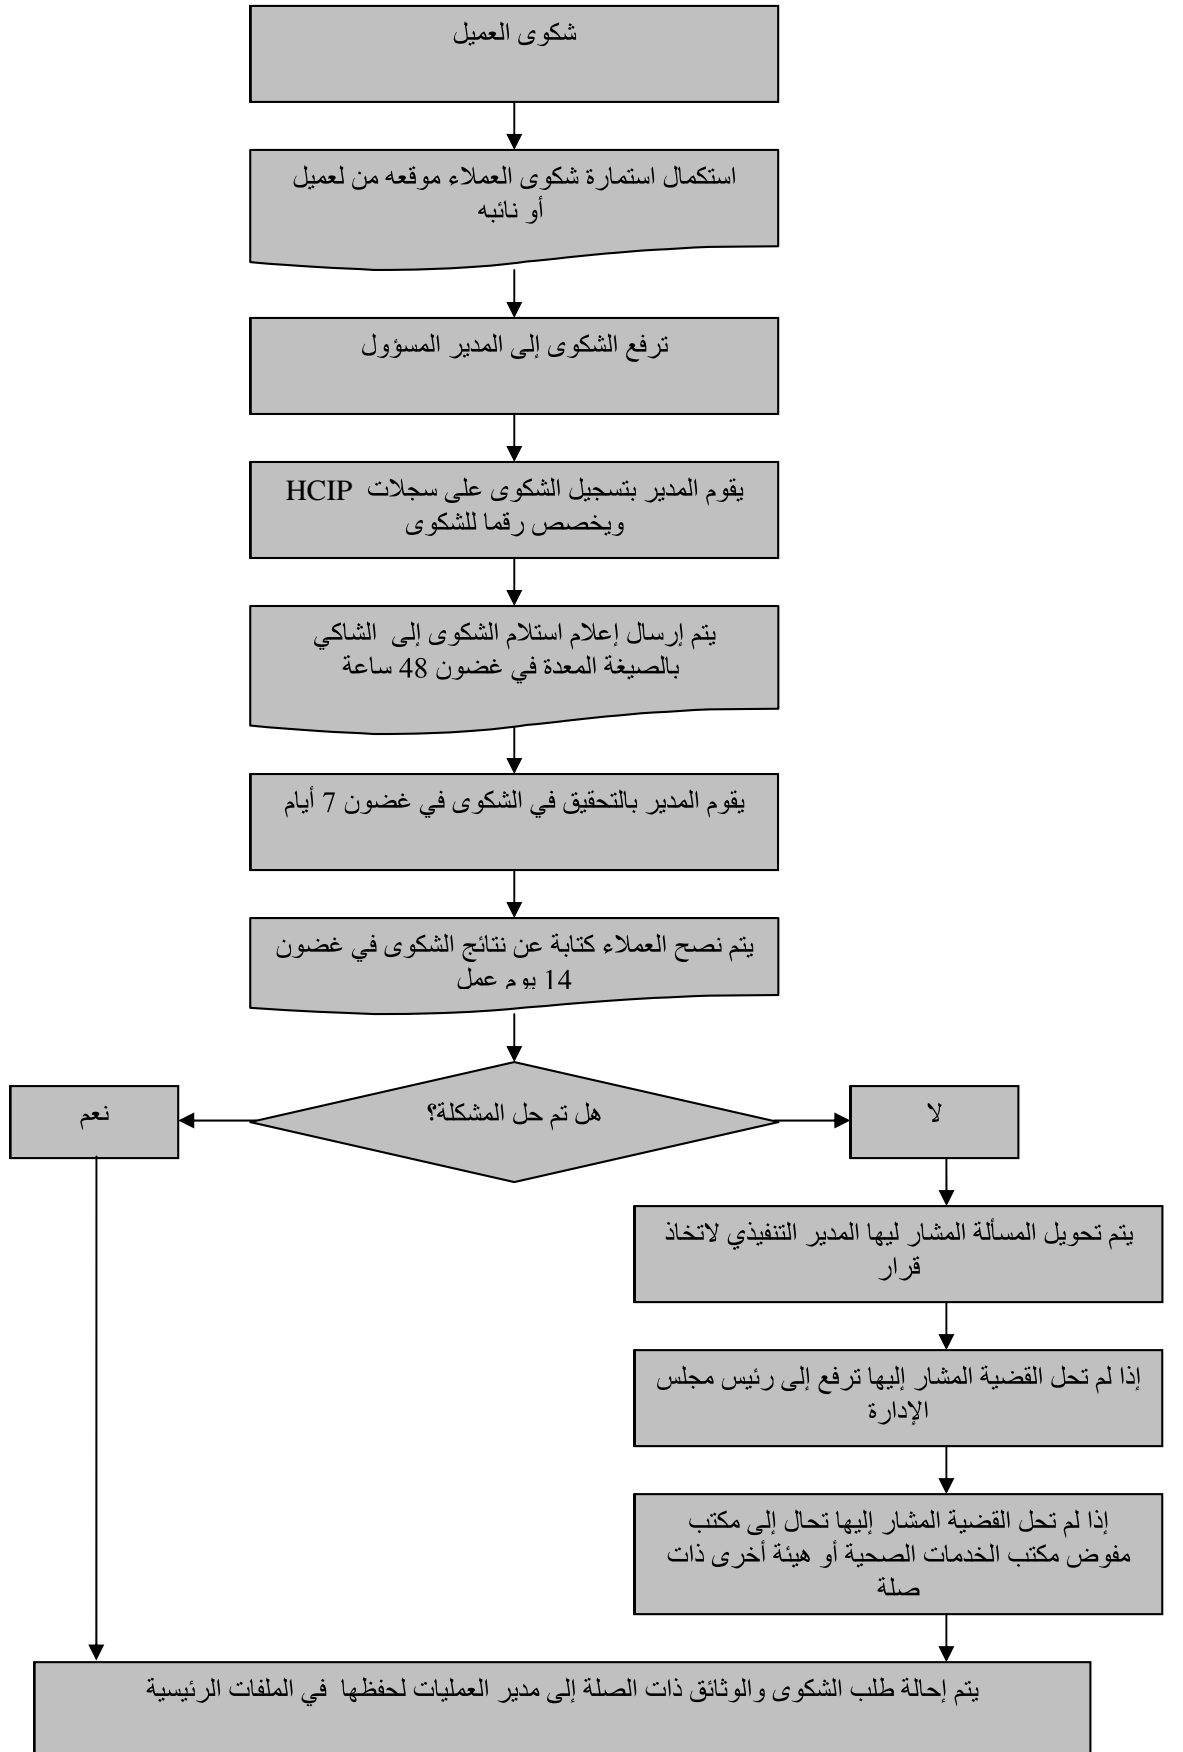 شكوى العميل
استكمال استمارة شكوى العملاء موقعه من لعميل
أو نائبه
ترفع الشكوى إلى المدير المسؤول
يقوم المدير بتسجيل الشكوى على سجلات HCIP
ويخصص رقما للشكوى
يتم إرسال إعلام استلام الشكوى إلى الشاكي
بالصيغة المعدة في غضون 48 ساعة
يقوم المدير بالتحقيق في الشكوى في غضون 7 أيام
يتم نصح العملاء كتابة عن نتائج الشكوى في غضون
14 يوم عمل
هل تم حل المشكلة؟
لا
نعم
يتم تحويل المسألة المشار ليها المدير التنفيذي لاتخاذ
قرار
إذا لم تحل القضية المشار إليها ترفع إلى رئيس مجلس
الإدارة
إذا لم تحل القضية المشار إليها تحال إلى مكتب
مفوض مكتب الخدمات الصحية أو هيئة أخرى ذات
صلة
يتم إحالة طلب الشكوى والوثائق ذات الصلة إلى مدير العمليات لحفظها في الملفات الرئيسية